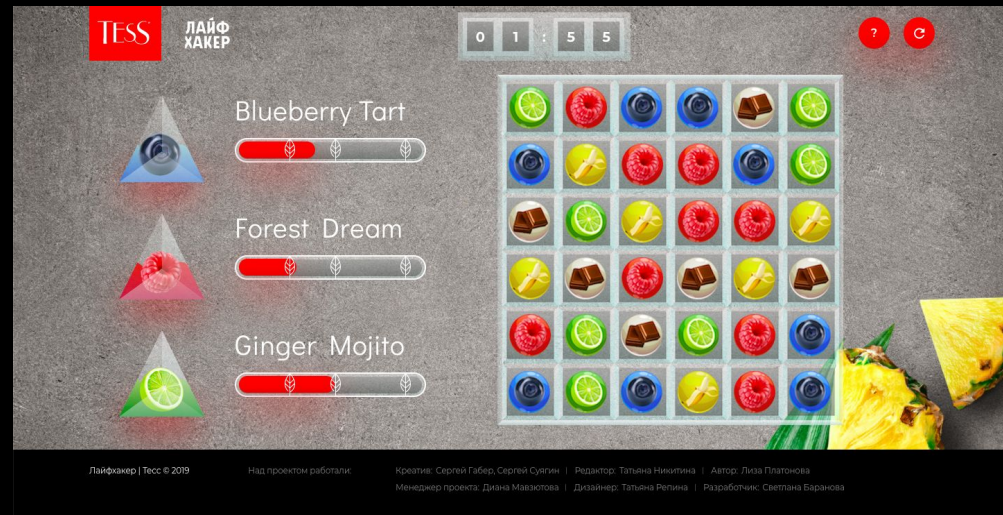 TESS
ЛАЙФ
ХАКЕР
0 1 : 5 5
?
Blueberry Tart
Forest Dream
Ginger Mojito
Лайфхакер | Тесс © 2019
Над проектом работали:
Креатив: Сергей Габер, Сергей Суягин | Редактор: Татьяна Никитина | Автор: Лиза Платонова
Менеджер проекта: Диана Мавзютова | Дизайнер: Татьяна Репина | Разработчик: Светлана Баранова